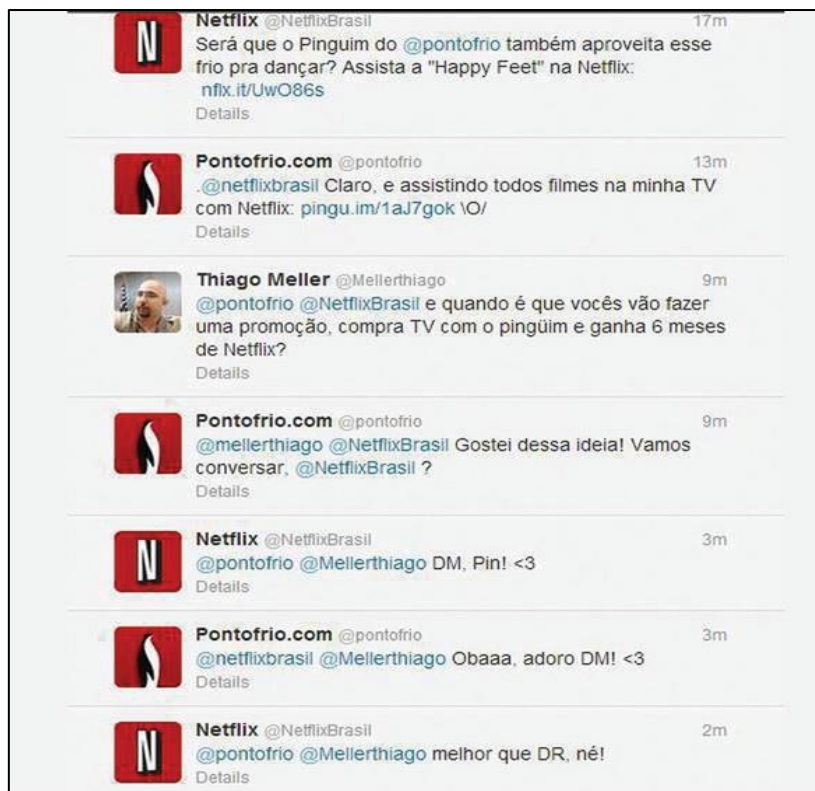 Netflix @NetflixBrasil 17m
Será que o Pinguim do @pontofrio também aproveita esse
frio pra dançar? Assista a "Happy Feet" na Netflix:
nflx.it/UwO86s
Details
Pontofrio.com @pontofrio 13m
.@netflixbrasil Claro, e assistindo todos filmes na minha TV
com Netflix: pingu.im/1aJ7gok \O/
Details
Thiago Meller @Mellerthiago 9m
@pontofrio @NetflixBrasil e quando é que vocês vão fazer
uma promoção, compra TV com o pingüim e ganha 6 meses
de Netflix?
Details
Pontofrio.com @pontofrio 9m
@mellerthiago @NetflixBrasil Gostei dessa ideia! Vamos
conversar, @NetflixBrasil ?
Details
N
Netflix @NetflixBrasil 3m
@pontofrio @Mellerthiago DM, Pin! <3
Details
Pontofrio.com @pontofrio 3m
@netflixbrasil @Mellerthiago Obaaa, adoro DM! <3
Details
N
Netflix @NetflixBrasil 2m
@pontofrio @Mellerthiago melhor que DR, né!
Details